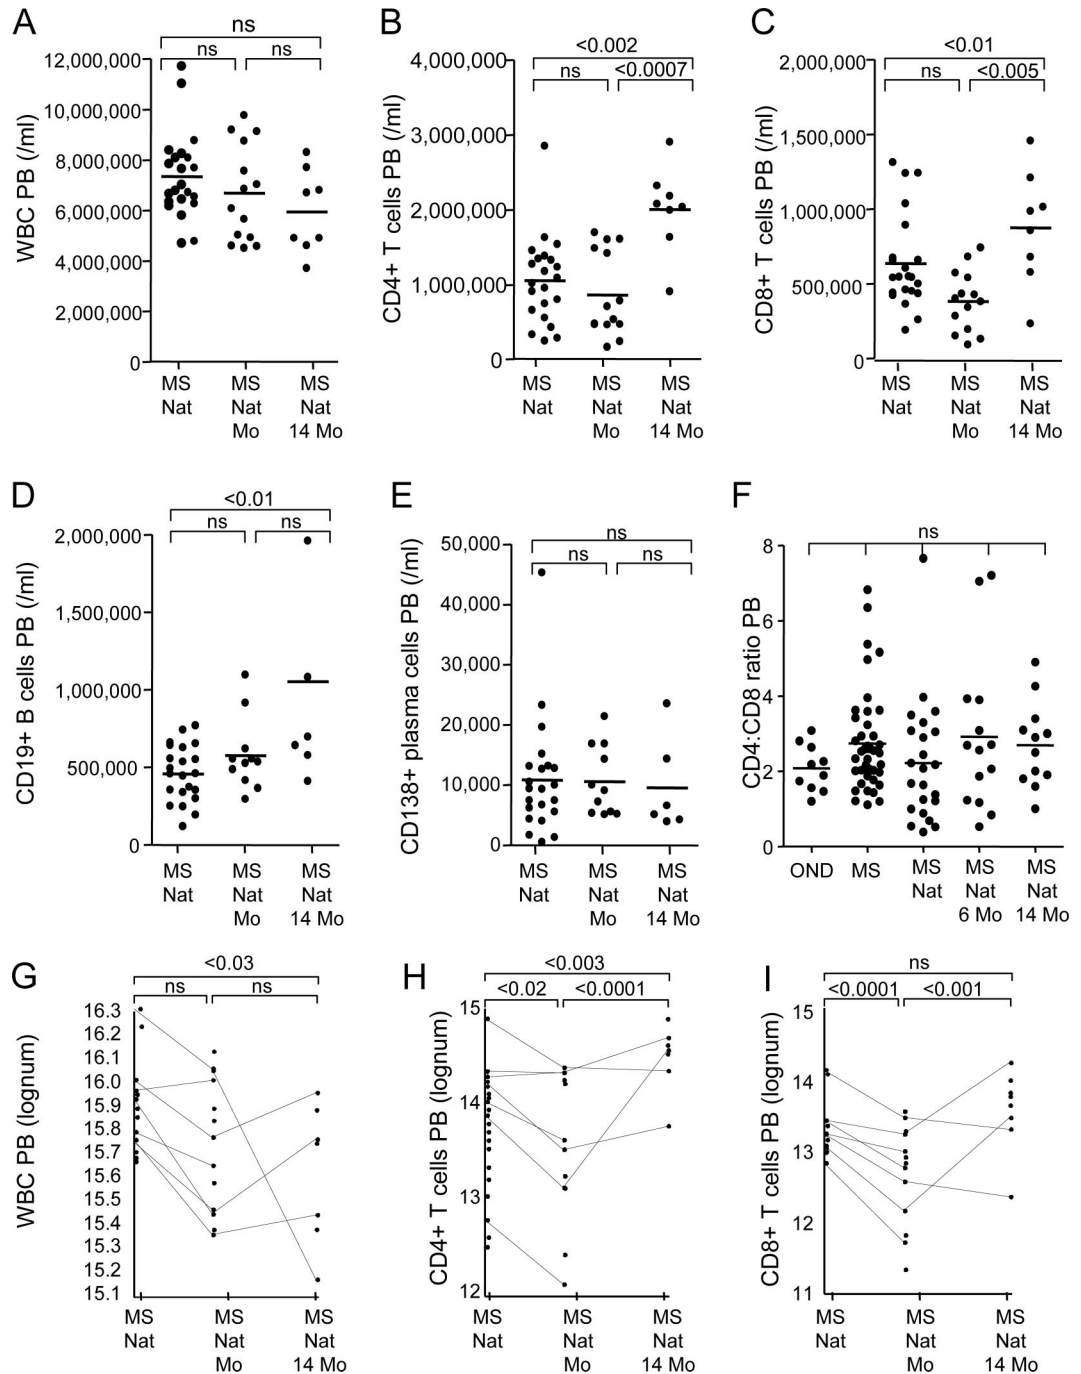 A
ns
ns ns
WBC PB (/ml)
12,000,000
10,000,000
8,000,000
6,000,000
4,000,000
2,000,000
0
MS MS MS
Nat Nat Nat
Mo 14 Mo
B
<0.002
ns <0.0007
CD4+ T cells PB (/ml)
4,000,000
3,000,000
2,000,000
1,000,000
0
MS MS MS
Nat Nat Nat
Mo 14 Mo
C
<0.01
ns <0.005
CD8+ T cells PB (/ml)
2,000,000
1,500,000
1,000,000
500,000
0
MS MS MS
Nat Nat Nat
Mo 14 Mo
D
<0.01
ns ns
CD19+ B cells PB (/ml)
2,000,000
1,500,000
1,000,000
500,000
0
MS MS MS
Nat Nat Nat
Mo 14 Mo
E
ns
ns ns
CD138+ plasma cells PB (/ml)
50,000
40,000
30,000
20,000
10,000
0
MS MS MS
Nat Nat Nat
Mo 14 Mo
F
ns
CD4:CD8 ratio PB
8
6
4
2
0
OND MS MS MS MS
Nat Nat Nat
6 Mo 14 Mo
G
<0.03
ns ns
WBC PB (lognum)
16.3
16.2
16.1
16.0
15.9
15.8
15.7
15.6
15.5
15.4
15.3
15.2
15.1
MS MS MS
Nat Nat Nat
Mo 14 Mo
H
<0.003
<0.02 <0.0001
CD4+ T cells PB (lognum)
15
14
13
12
MS MS MS
Nat Nat Nat
Mo 14 Mo
I
ns
<0.0001 <0.001
CD8+ T cells PB (lognum)
15
14
13
12
11
MS MS MS
Nat Nat Nat
Mo 14 Mo